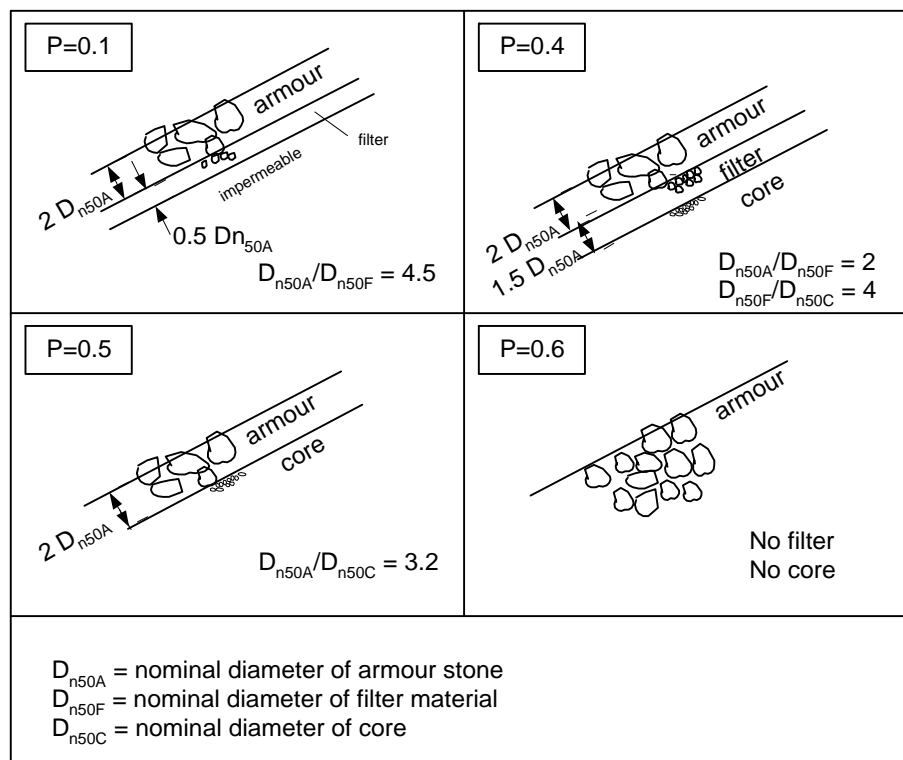 P=0.1
armour
filter
impermeable
2 Dn50A
0.5 Dn50A
Dn50A/Dn50F = 4.5
P=0.4
armour
filter
core
2 Dn50A
1.5 Dn50A
Dn50A/Dn50F = 2
Dn50F/Dn50C = 4
P=0.5
armour
core
2 Dn50A
Dn50A/Dn50C = 3.2
P=0.6
armour
No filter
No core
Dn50A = nominal diameter of armour stone
Dn50F = nominal diameter of filter material
Dn50C = nominal diameter of core